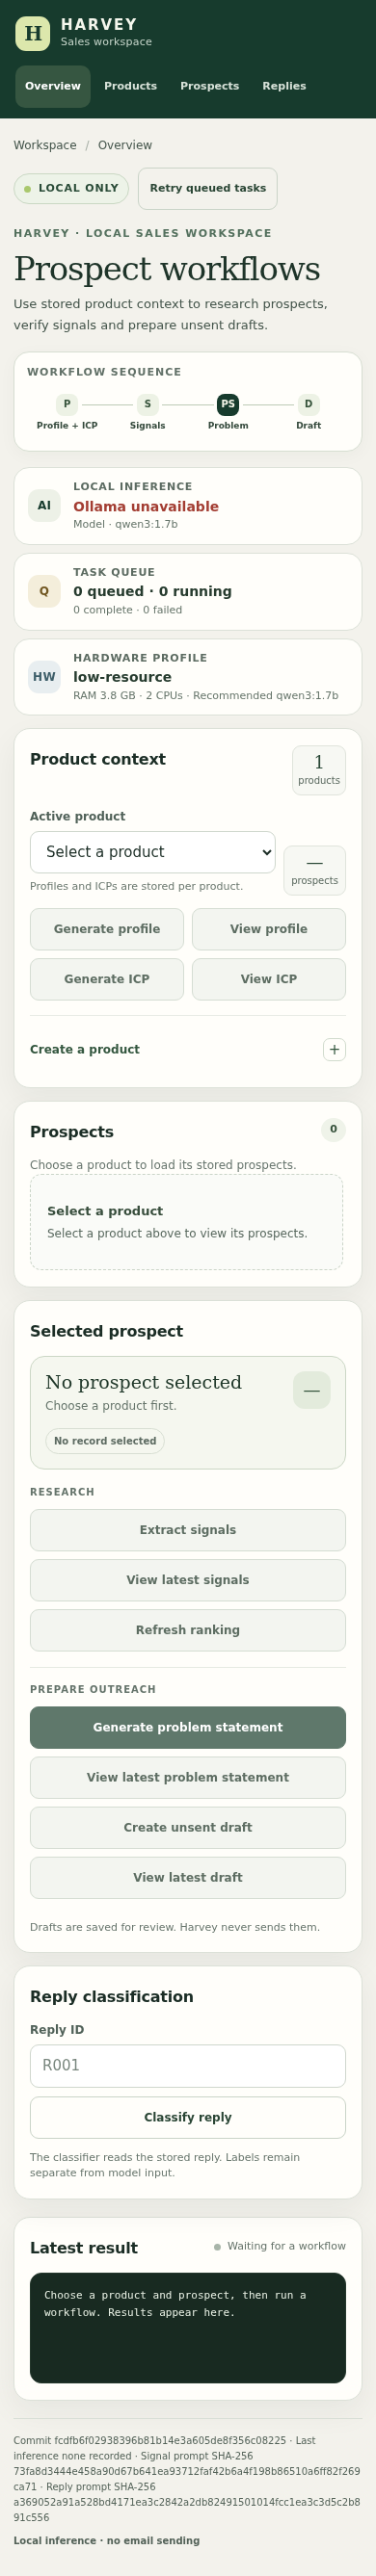 H
HARVEY
Sales workspace
Overview Products Prospects Replies
Workspace / Overview
LOCAL ONLY
Retry queued tasks
HARVEY · LOCAL SALES WORKSPACE
Prospect workflows
Use stored product context to research prospects,
verify signals and prepare unsent drafts.
WORKFLOW SEQUENCE
P S PS D
Profile + ICP Signals Problem Draft
AI
LOCAL INFERENCE
Ollama unavailable
Model · qwen3:1.7b
Q
TASK QUEUE
0 queued · 0 running
0 complete · 0 failed
HW
HARDWARE PROFILE
low-resource
RAM 3.8 GB · 2 CPUs · Recommended qwen3:1.7b
Product context
1
products
Active product
Select a product
—
prospects
Profiles and ICPs are stored per product.
Generate profile
View profile
Generate ICP
View ICP
Create a product
+
Prospects
0
Choose a product to load its stored prospects.
Select a product
Select a product above to view its prospects.
Selected prospect
No prospect selected
—
Choose a product first.
No record selected
RESEARCH
Extract signals
View latest signals
Refresh ranking
PREPARE OUTREACH
Generate problem statement
View latest problem statement
Create unsent draft
View latest draft
Drafts are saved for review. Harvey never sends them.
Reply classification
Reply ID
R001
Classify reply
The classifier reads the stored reply. Labels remain
separate from model input.
Latest result
Waiting for a workflow
Choose a product and prospect, then run a
workflow. Results appear here.
Commit fcdfb6f02938396b81b14e3a605de8f356c08225 · Last
inference none recorded · Signal prompt SHA-256
73fa8d3444e458a90d67b641ea93712faf42b6a4f198b86510a6ff82f269
ca71 · Reply prompt SHA-256
a369052a91a528bd4171ea3c2842a2db82491501014fcc1ea3c3d5c2b8
91c556
Local inference · no email sending